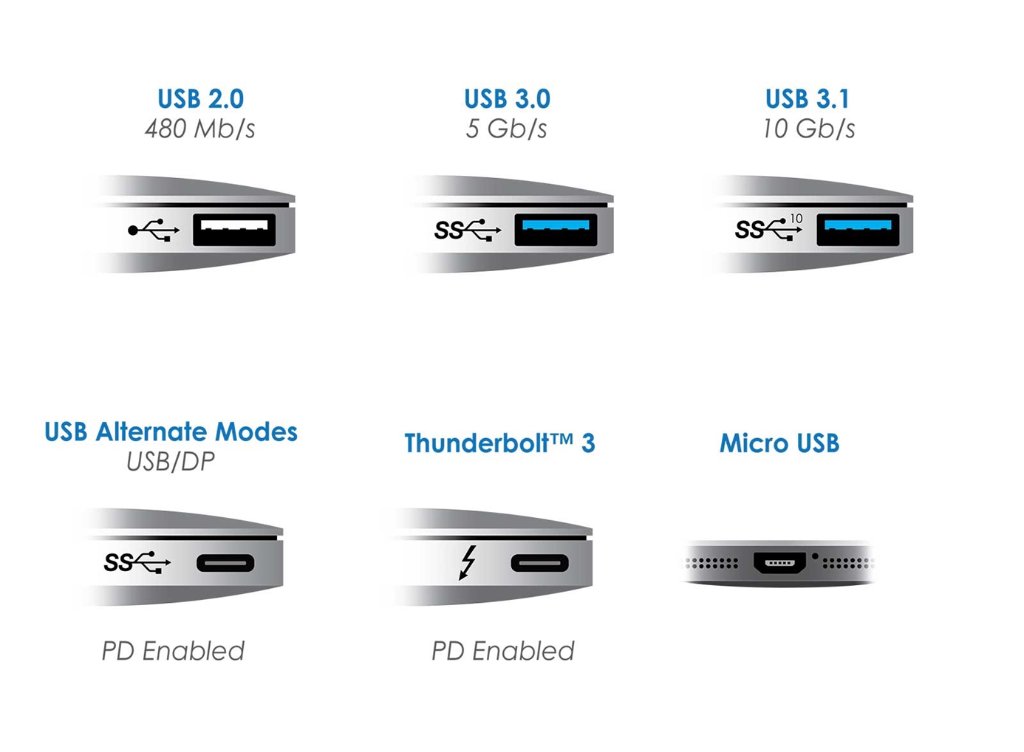 USB 2.0
480 Mb/s
USB 3.0
5 Gb/s
USB 3.1
10 Gb/s
SS
SS 10
USB Alternate Modes
USB/DP
Thunderbolt™ 3
Micro USB
SS
PD Enabled
PD Enabled